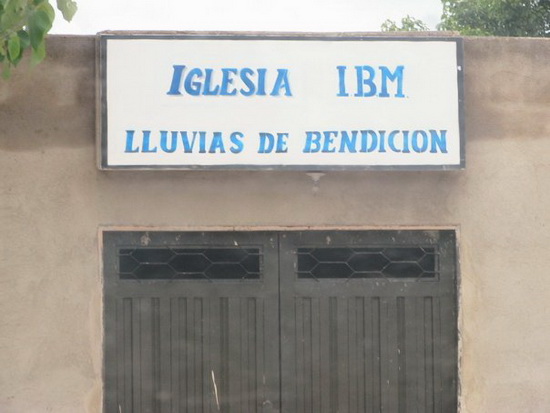 IGLESIA IBM
LLUVIAS DE BENDICION